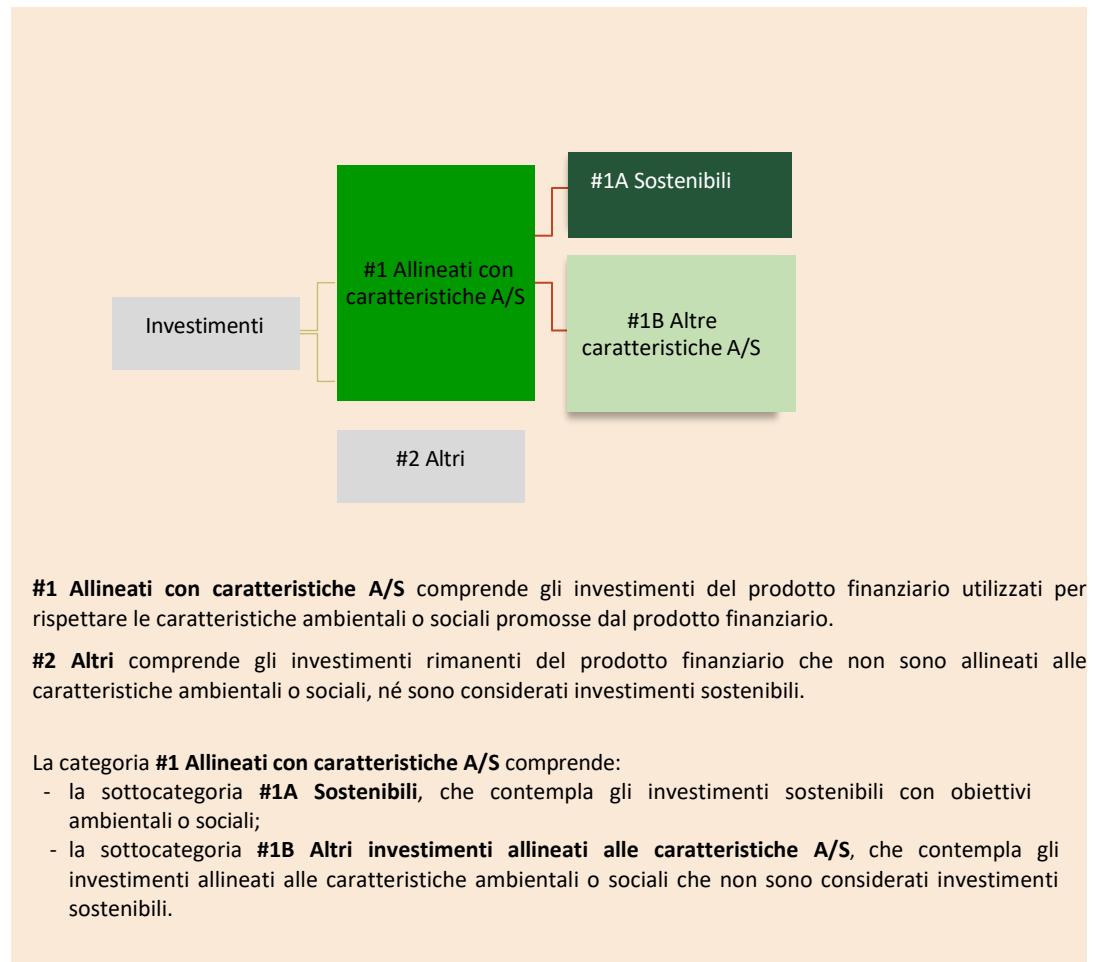 #1A Sostenibili
#1 Allineati con
caratteristiche A/S
Investimenti
#1B Altre
caratteristiche A/S
#2 Altri
#1 Allineati con caratteristiche A/S comprende gli investimenti del prodotto finanziario utilizzati per
rispettare le caratteristiche ambientali o sociali promosse dal prodotto finanziario.
#2 Altri comprende gli investimenti rimanenti del prodotto finanziario che non sono allineati alle
caratteristiche ambientali o sociali, né sono considerati investimenti sostenibili.
La categoria #1 Allineati con caratteristiche A/S comprende:
- la sottocategoria #1A Sostenibili, che contempla gli investimenti sostenibili con obiettivi
ambientali o sociali;
- la sottocategoria #1B Altri investimenti allineati alle caratteristiche A/S, che contempla gli
investimenti allineati alle caratteristiche ambientali o sociali che non sono considerati investimenti
sostenibili.